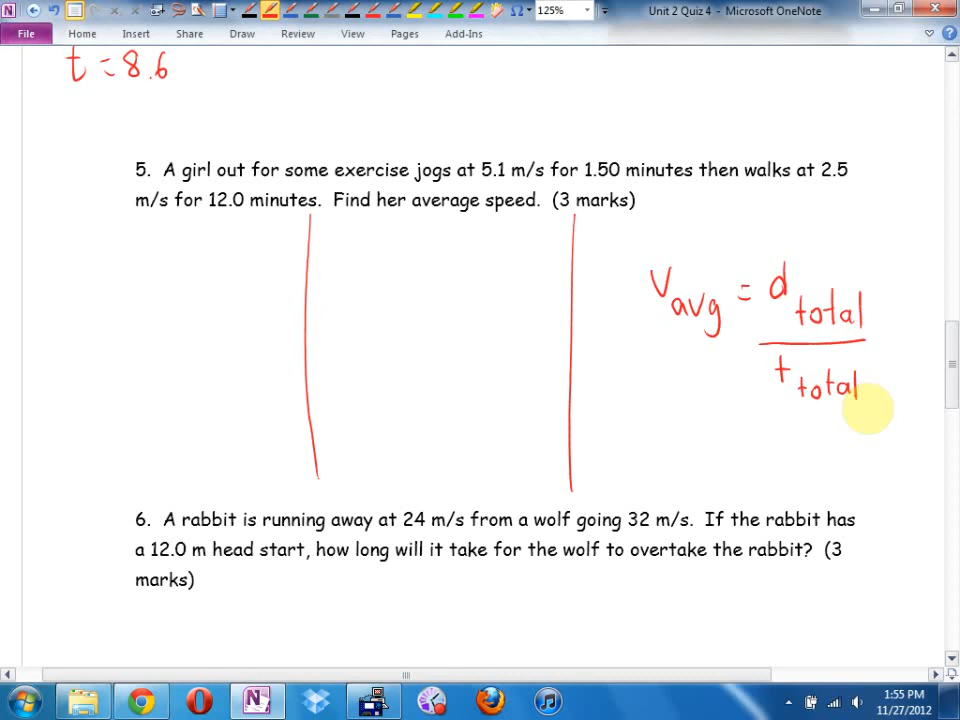 125%
Unit 2 Quiz 4 - Microsoft OneNote
File Home Insert Share Draw Review View Pages Add-Ins
t = 8.6
5. A girl out for some exercise jogs at 5.1 m/s for 1.50 minutes then walks at 2.5
m/s for 12.0 minutes. Find her average speed. (3 marks)
v avg = d total
t total
6. A rabbit is running away at 24 m/s from a wolf going 32 m/s. If the rabbit has
a 12.0 m head start, how long will it take for the wolf to overtake the rabbit? (3
marks)
1:55 PM
11/27/2012